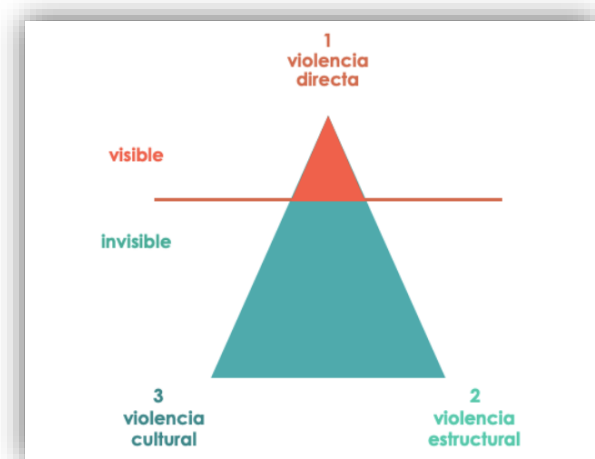 1
violencia
directa
visible
invisible
3
violencia
cultural
2
violencia
estructural